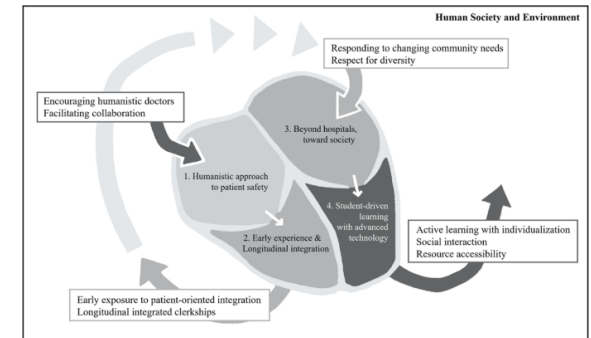 Human Society and Environment
Responding to changing community needs
Respect for diversity
Encouraging humanistic doctors
Facilitating collaboration
3. Beyond hospitals,
toward society
1. Humanistic approach
to patient safety
4. Student-driven
learning
with advanced
technology
2. Early experience &
Longitudinal integration
Active learning with individualization
Social interaction
Resource accessibility
Early exposure to patient-oriented integration
Longitudinal integrated clerkships